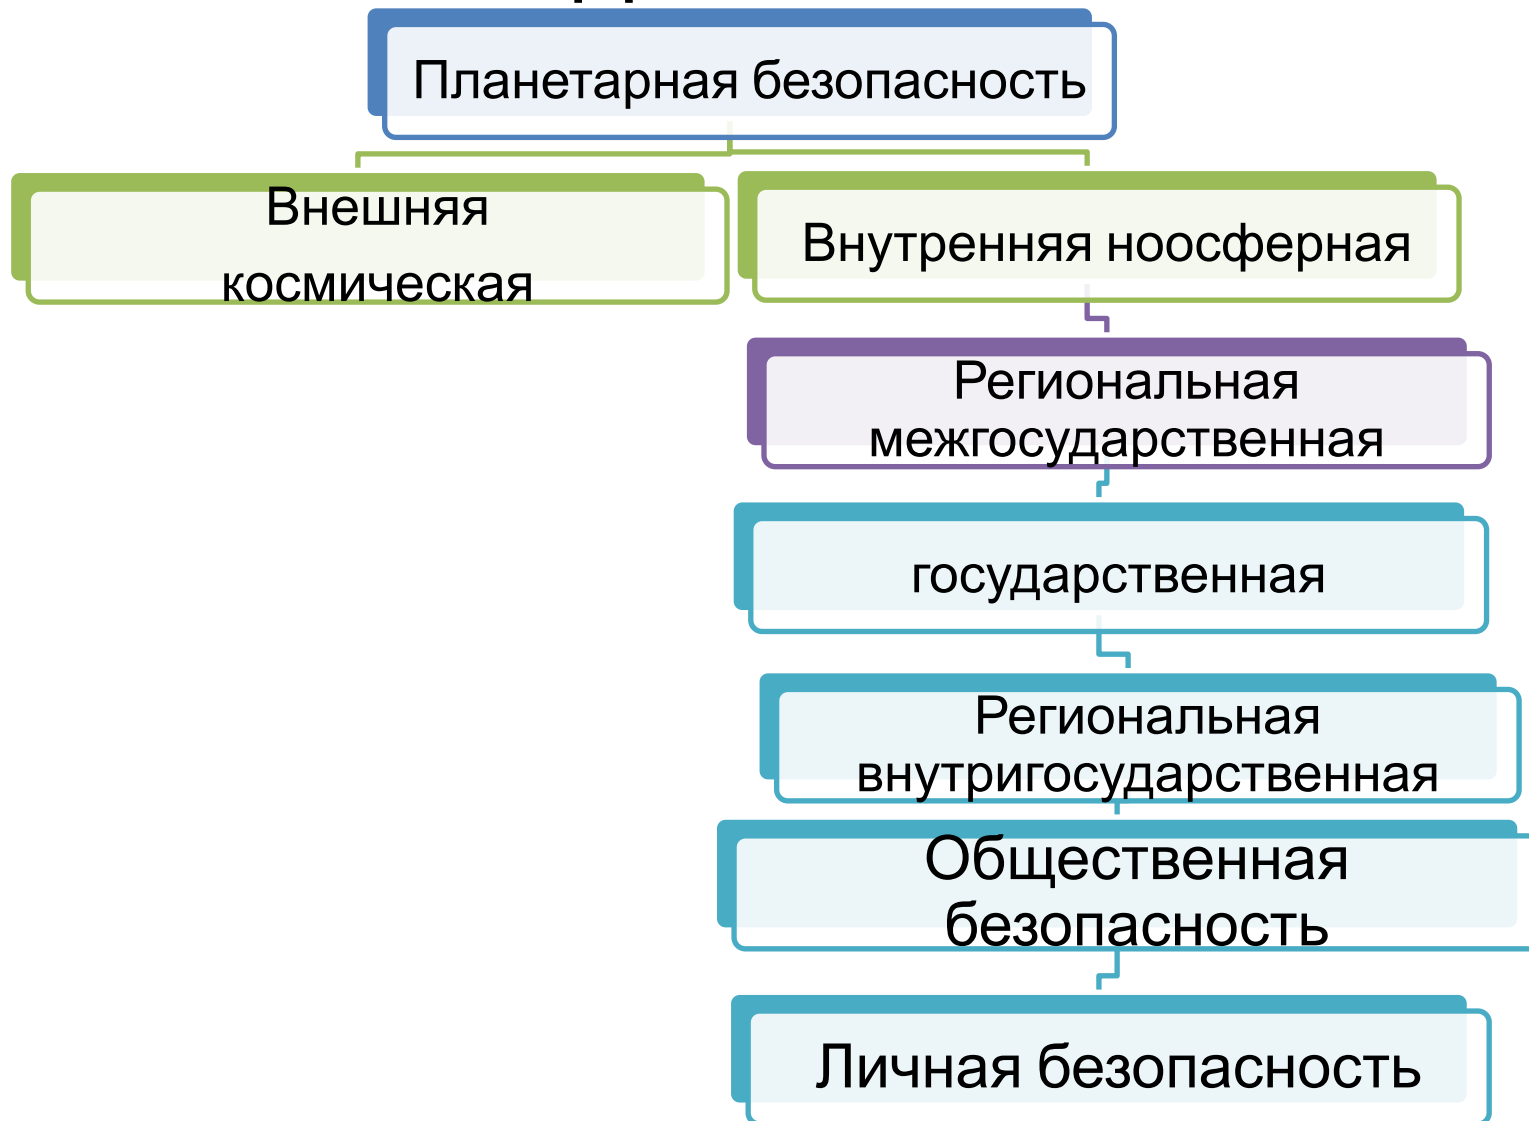 Планетарная безопасность
Внешняя
космическая
Внутренняя ноосферная
Региональная
межгосударственная
государственная
Региональная
внутригосударственная
Общественная
безопасность
Личная безопасность